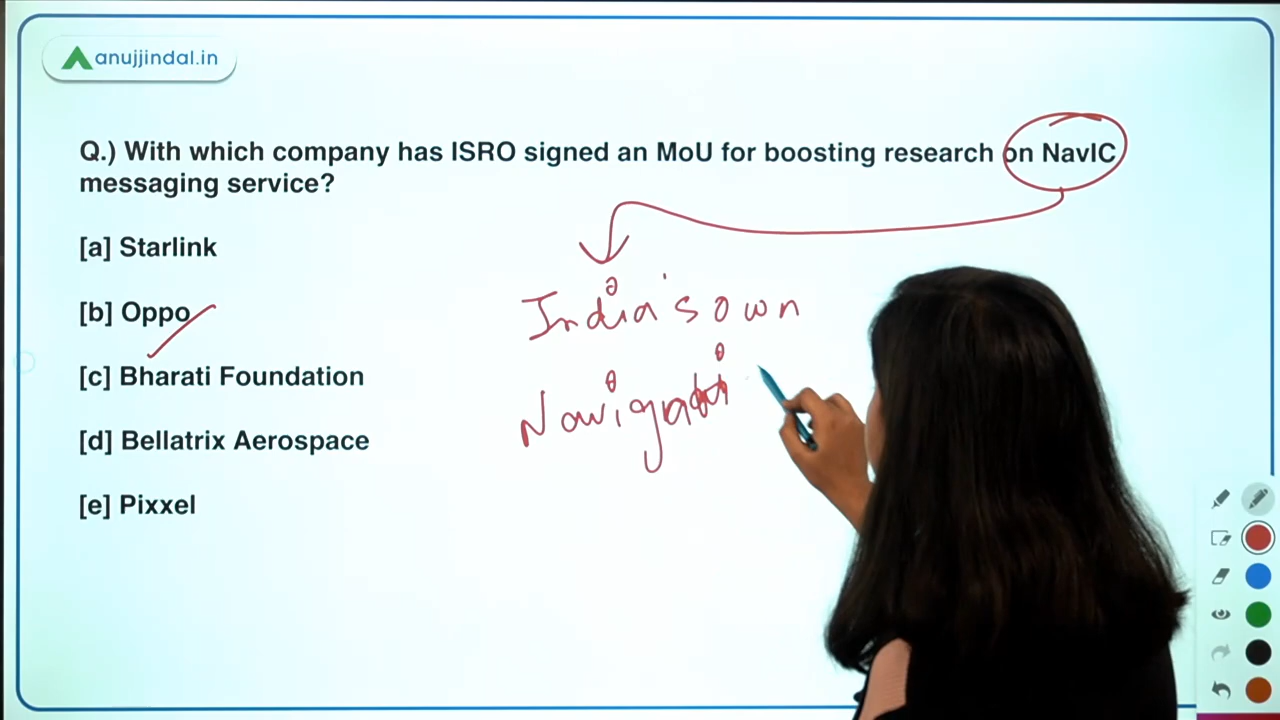 anujjindal.in
Q.) With which company has ISRO signed an MoU for boosting research on NavIC
messaging service?
[a] Starlink
[b] Oppo
[c] Bharati Foundation
[d] Bellatrix Aerospace
[e] Pixxel
India's own